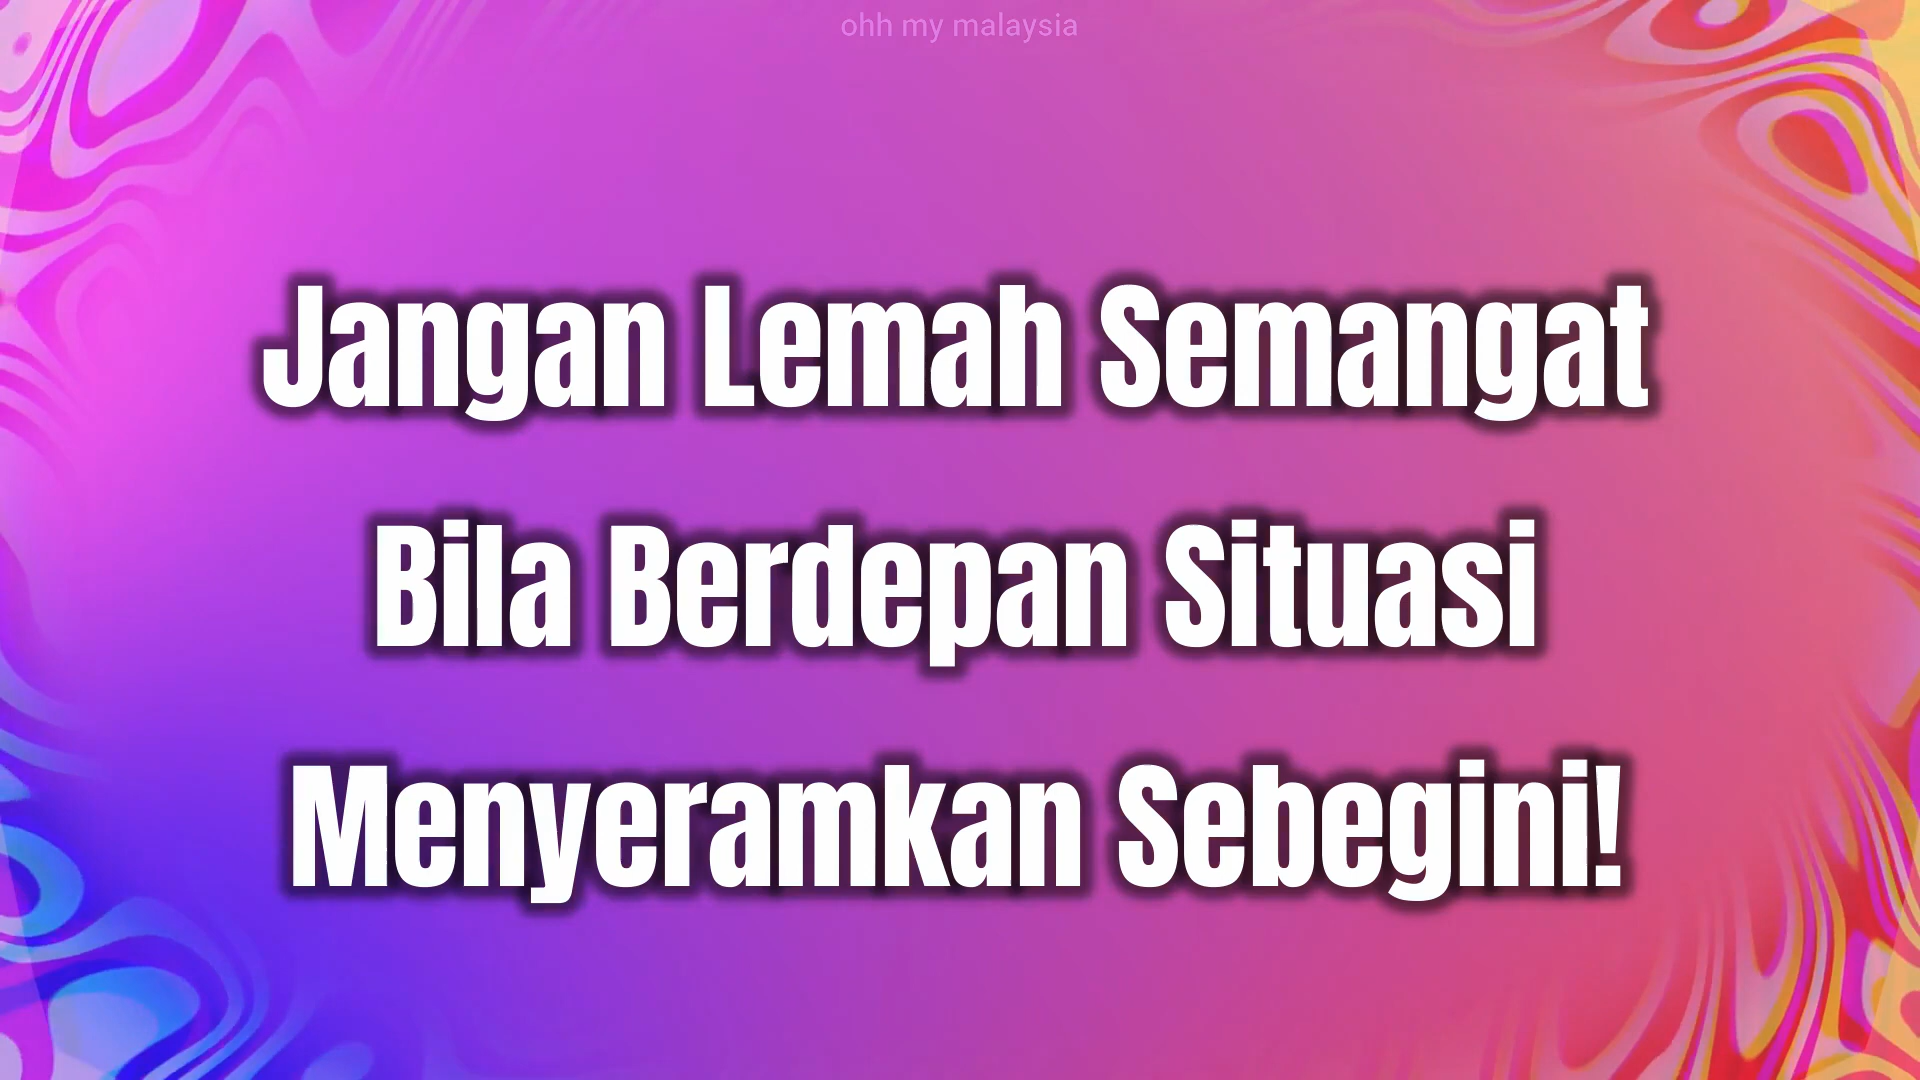 ohh my malaysia
Jangan Lemah Semangat
Bila Berdepan Situasi
Menyeramkan Sebegini!